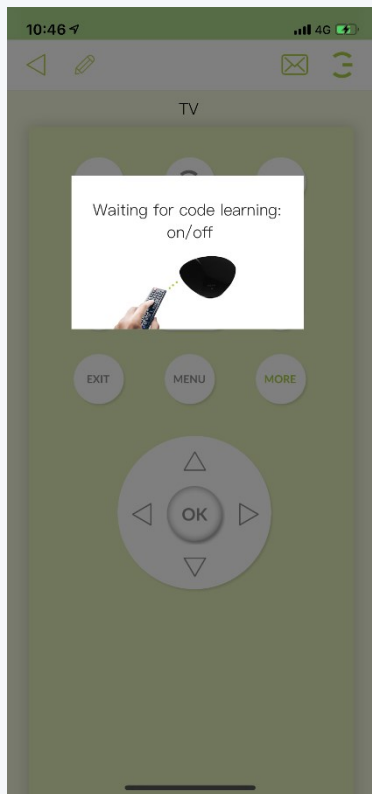 10:46
4G
TV
Waiting for code learning:
on/off
EXIT
MENU
MORE
OK